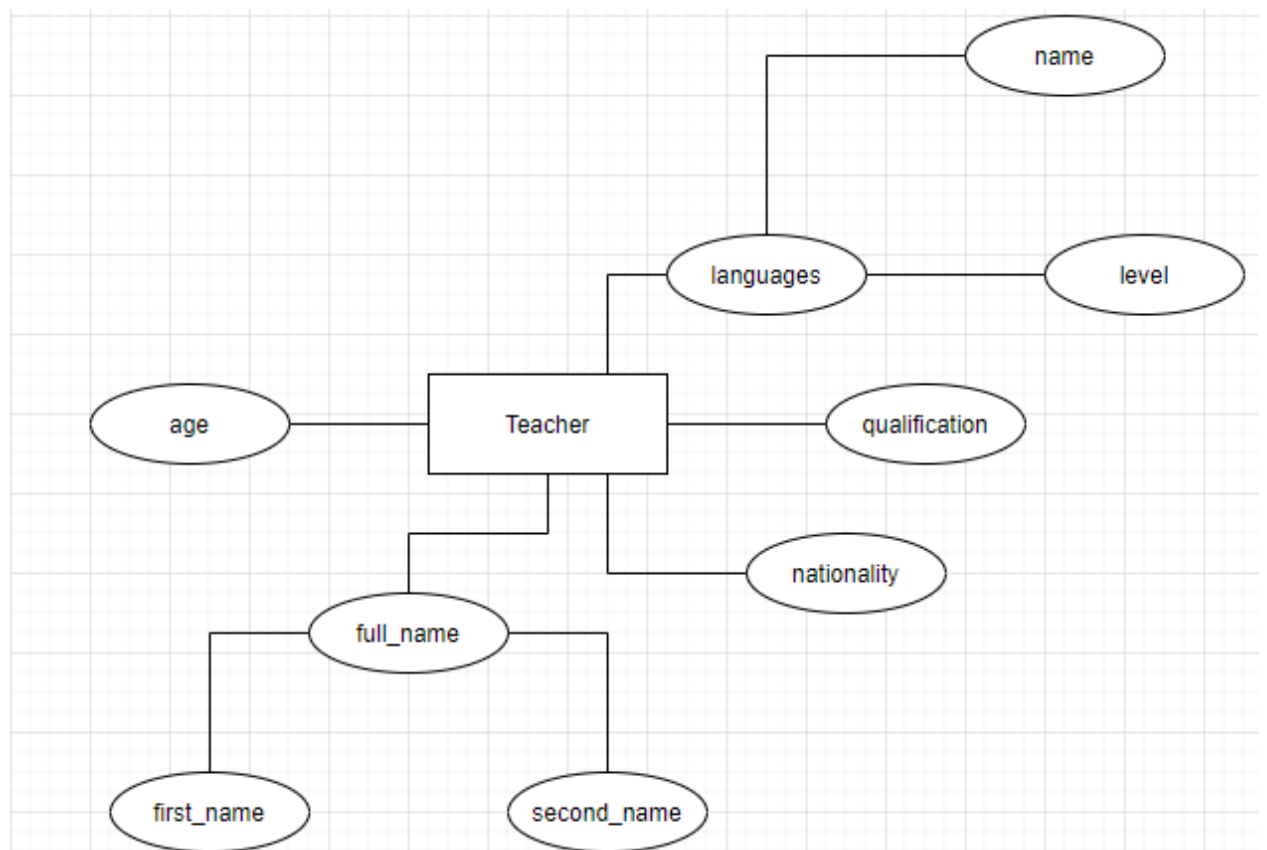 name
languages
level
age
Teacher
qualification
nationality
full_name
first_name
second_name